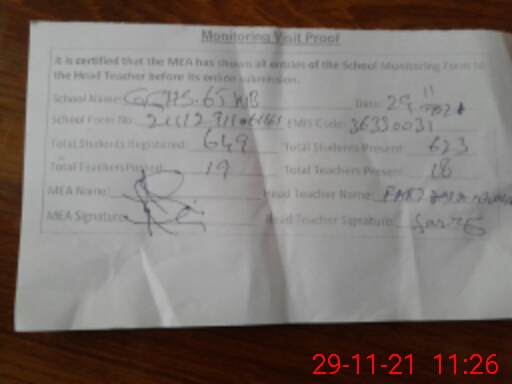 Monitoring Visit Proof
It is certified that the MEA has shown all entries of the School Monitoring Form to
the Head Teacher before its online submission.
School Name: GGHS. 65 WB Date: 29 11 2021
School Form No: EMIS Code: 36330031
Total Students Registered: 649 Total Students Present: 623
Total Teachers Posted: 19 Total Teachers Present: 18
MEA Name: Head Teacher Name:
MEA Signature: Head Teacher Signature:
29-11-21 11:26